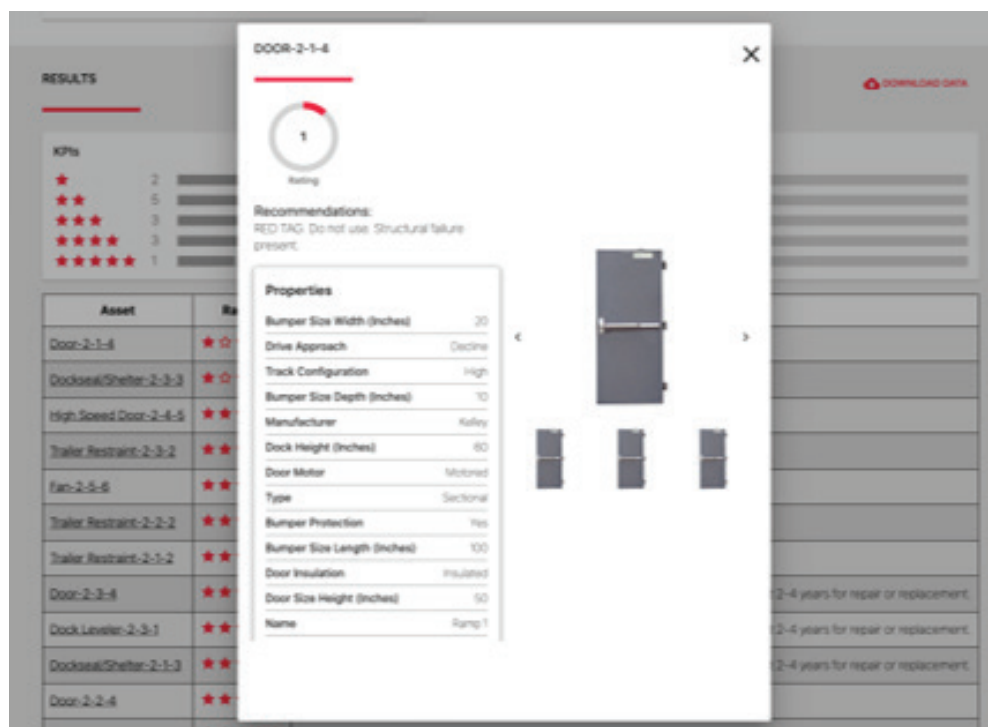 DOOR-2-1-4
1
Rating
Recommendations:
RED TAG. Do not use. Structural failure
present.
Properties
Bumper Size Width (Inches) 20
Drive Approach Decline
Track Configuration High
Bumper Size Depth (Inches) 10
Manufacturer Kelley
Dock Height (Inches) 60
Door Motor Motored
Type Sectional
Bumper Protection Yes
Bumper Size Length (Inches) 100
Door Insulation Insulated
Door Size Height (Inches) 50
Name Ramp 1
RESULTS
DOWNLOAD DATA
KPIs
2
5
3
3
1
Asset
Door-2-1-4
Dockseal/Shelter-2-3-3
High Speed Door-2-4-5
Trailer Restraint-2-3-2
Fan-2-5-6
Trailer Restraint-2-2-2
Trailer Restraint-2-1-2
Door-2-3-4 2-4 years for repair or replacement.
Dock Leveler-2-3-1 2-4 years for repair or replacement.
Dockseal/Shelter-2-1-3 2-4 years for repair or replacement.
Door-2-2-4